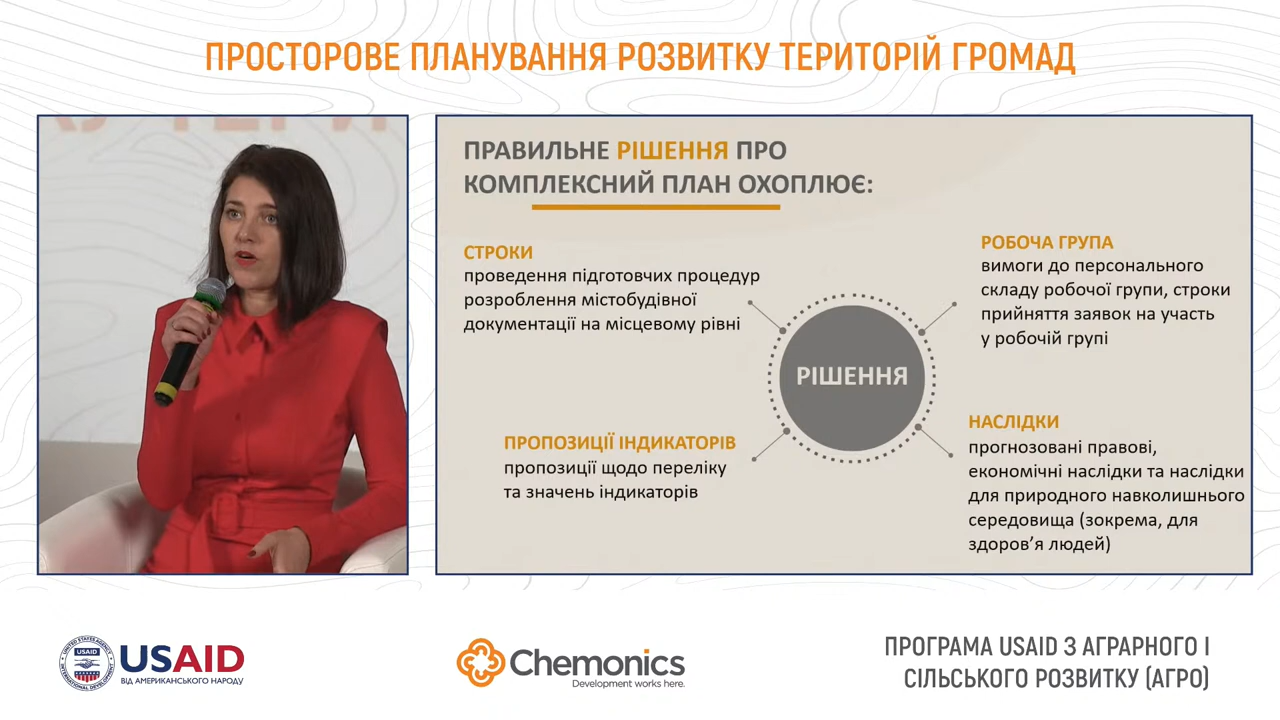 ПРОСТОРОВЕ ПЛАНУВАННЯ РОЗВИТКУ ТЕРИТОРІЙ ГРОМАД
ПРАВИЛЬНЕ РІШЕННЯ ПРО
КОМПЛЕКСНИЙ ПЛАН ОХОПЛЮЄ:
СТРОКИ
проведення підготовчих процедур
розроблення містобудівної
документації на місцевому рівні
РОБОЧА ГРУПА
вимоги до персонального
складу робочої групи, строки
прийняття заявок на участь
у робочій групі
РІШЕННЯ
ПРОПОЗИЦІЇ ІНДИКАТОРІВ
пропозиції щодо переліку
та значень індикаторів
НАСЛІДКИ
прогнозовані правові,
економічні наслідки та наслідки
для природного навколишнього
середовища (зокрема, для
здоров’я людей)
USAID
ВІД АМЕРИКАНСЬКОГО НАРОДУ
Chemonics
Development works here.
ПРОГРАМА USAID З АГРАРНОГО І
СІЛЬСЬКОГО РОЗВИТКУ (АГРО)